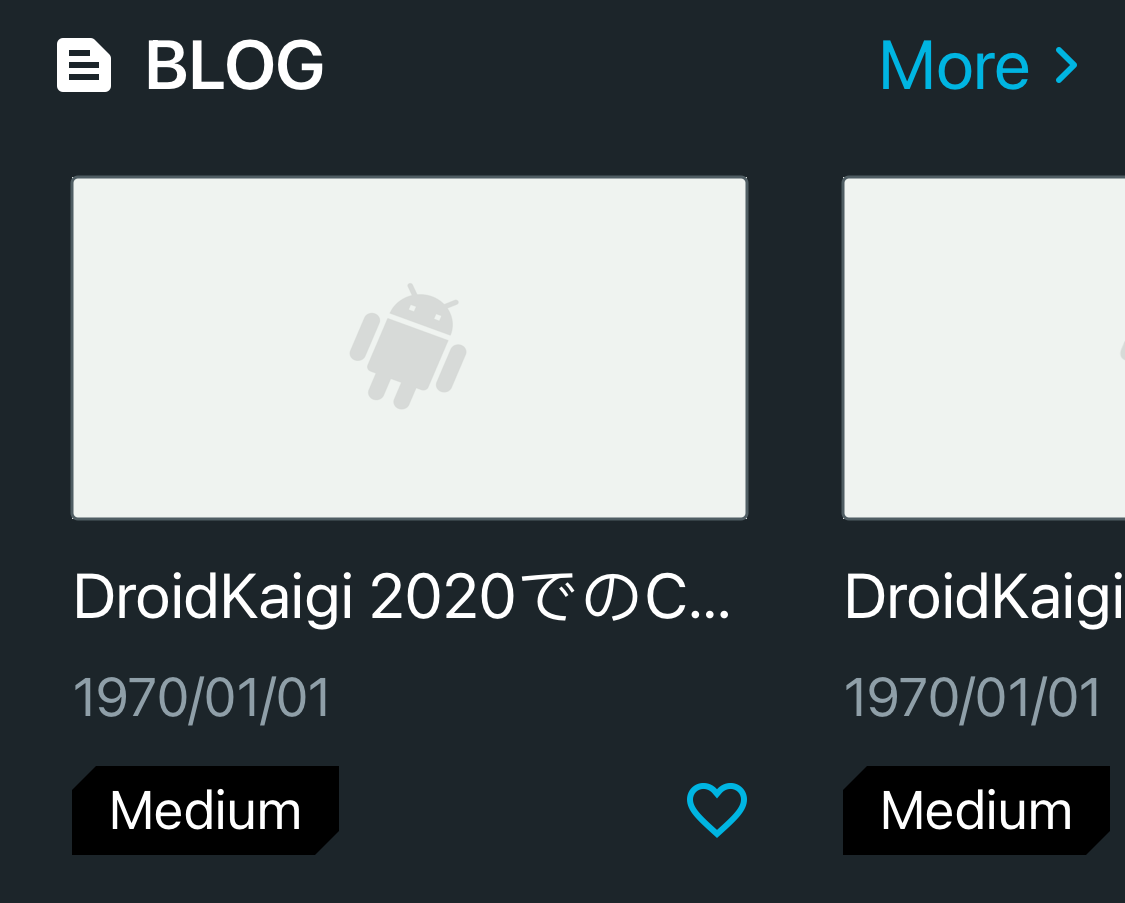 BLOG
More
DroidKaigi 2020でのC...
DroidKaigi
1970/01/01
1970/01/01
Medium
Medium